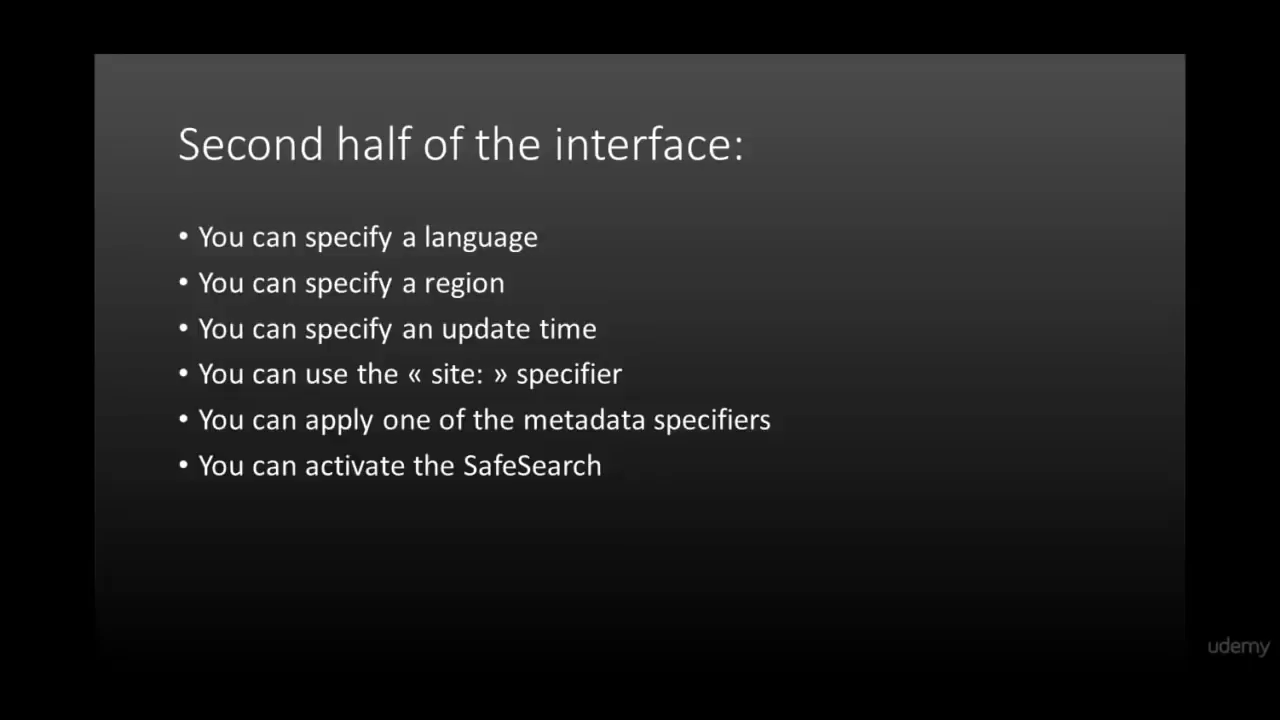 Second half of the interface:
• You can specify a language
• You can specify a region
• You can specify an update time
• You can use the « site: » specifier
• You can apply one of the metadata specifiers
• You can activate the SafeSearch
udemy